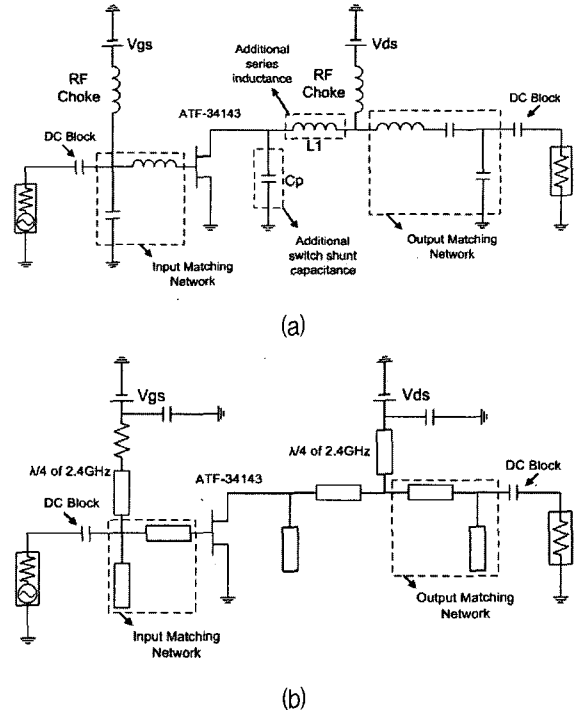 Vgs
Vds
Additional
series
inductance
RF
Choke
RF
Choke
ATF-34143
DC Block
DC Block
L1
Cp
Input Matching
Network
Additional
switch shunt
capacitance
Output Matching
Network
(a)
Vgs
Vds
λ/4 of 2.4GHz
λ/4 of 2.4GHz
ATF-34143
DC Block
DC Block
Input Matching
Network
Output Matching
Network
(b)